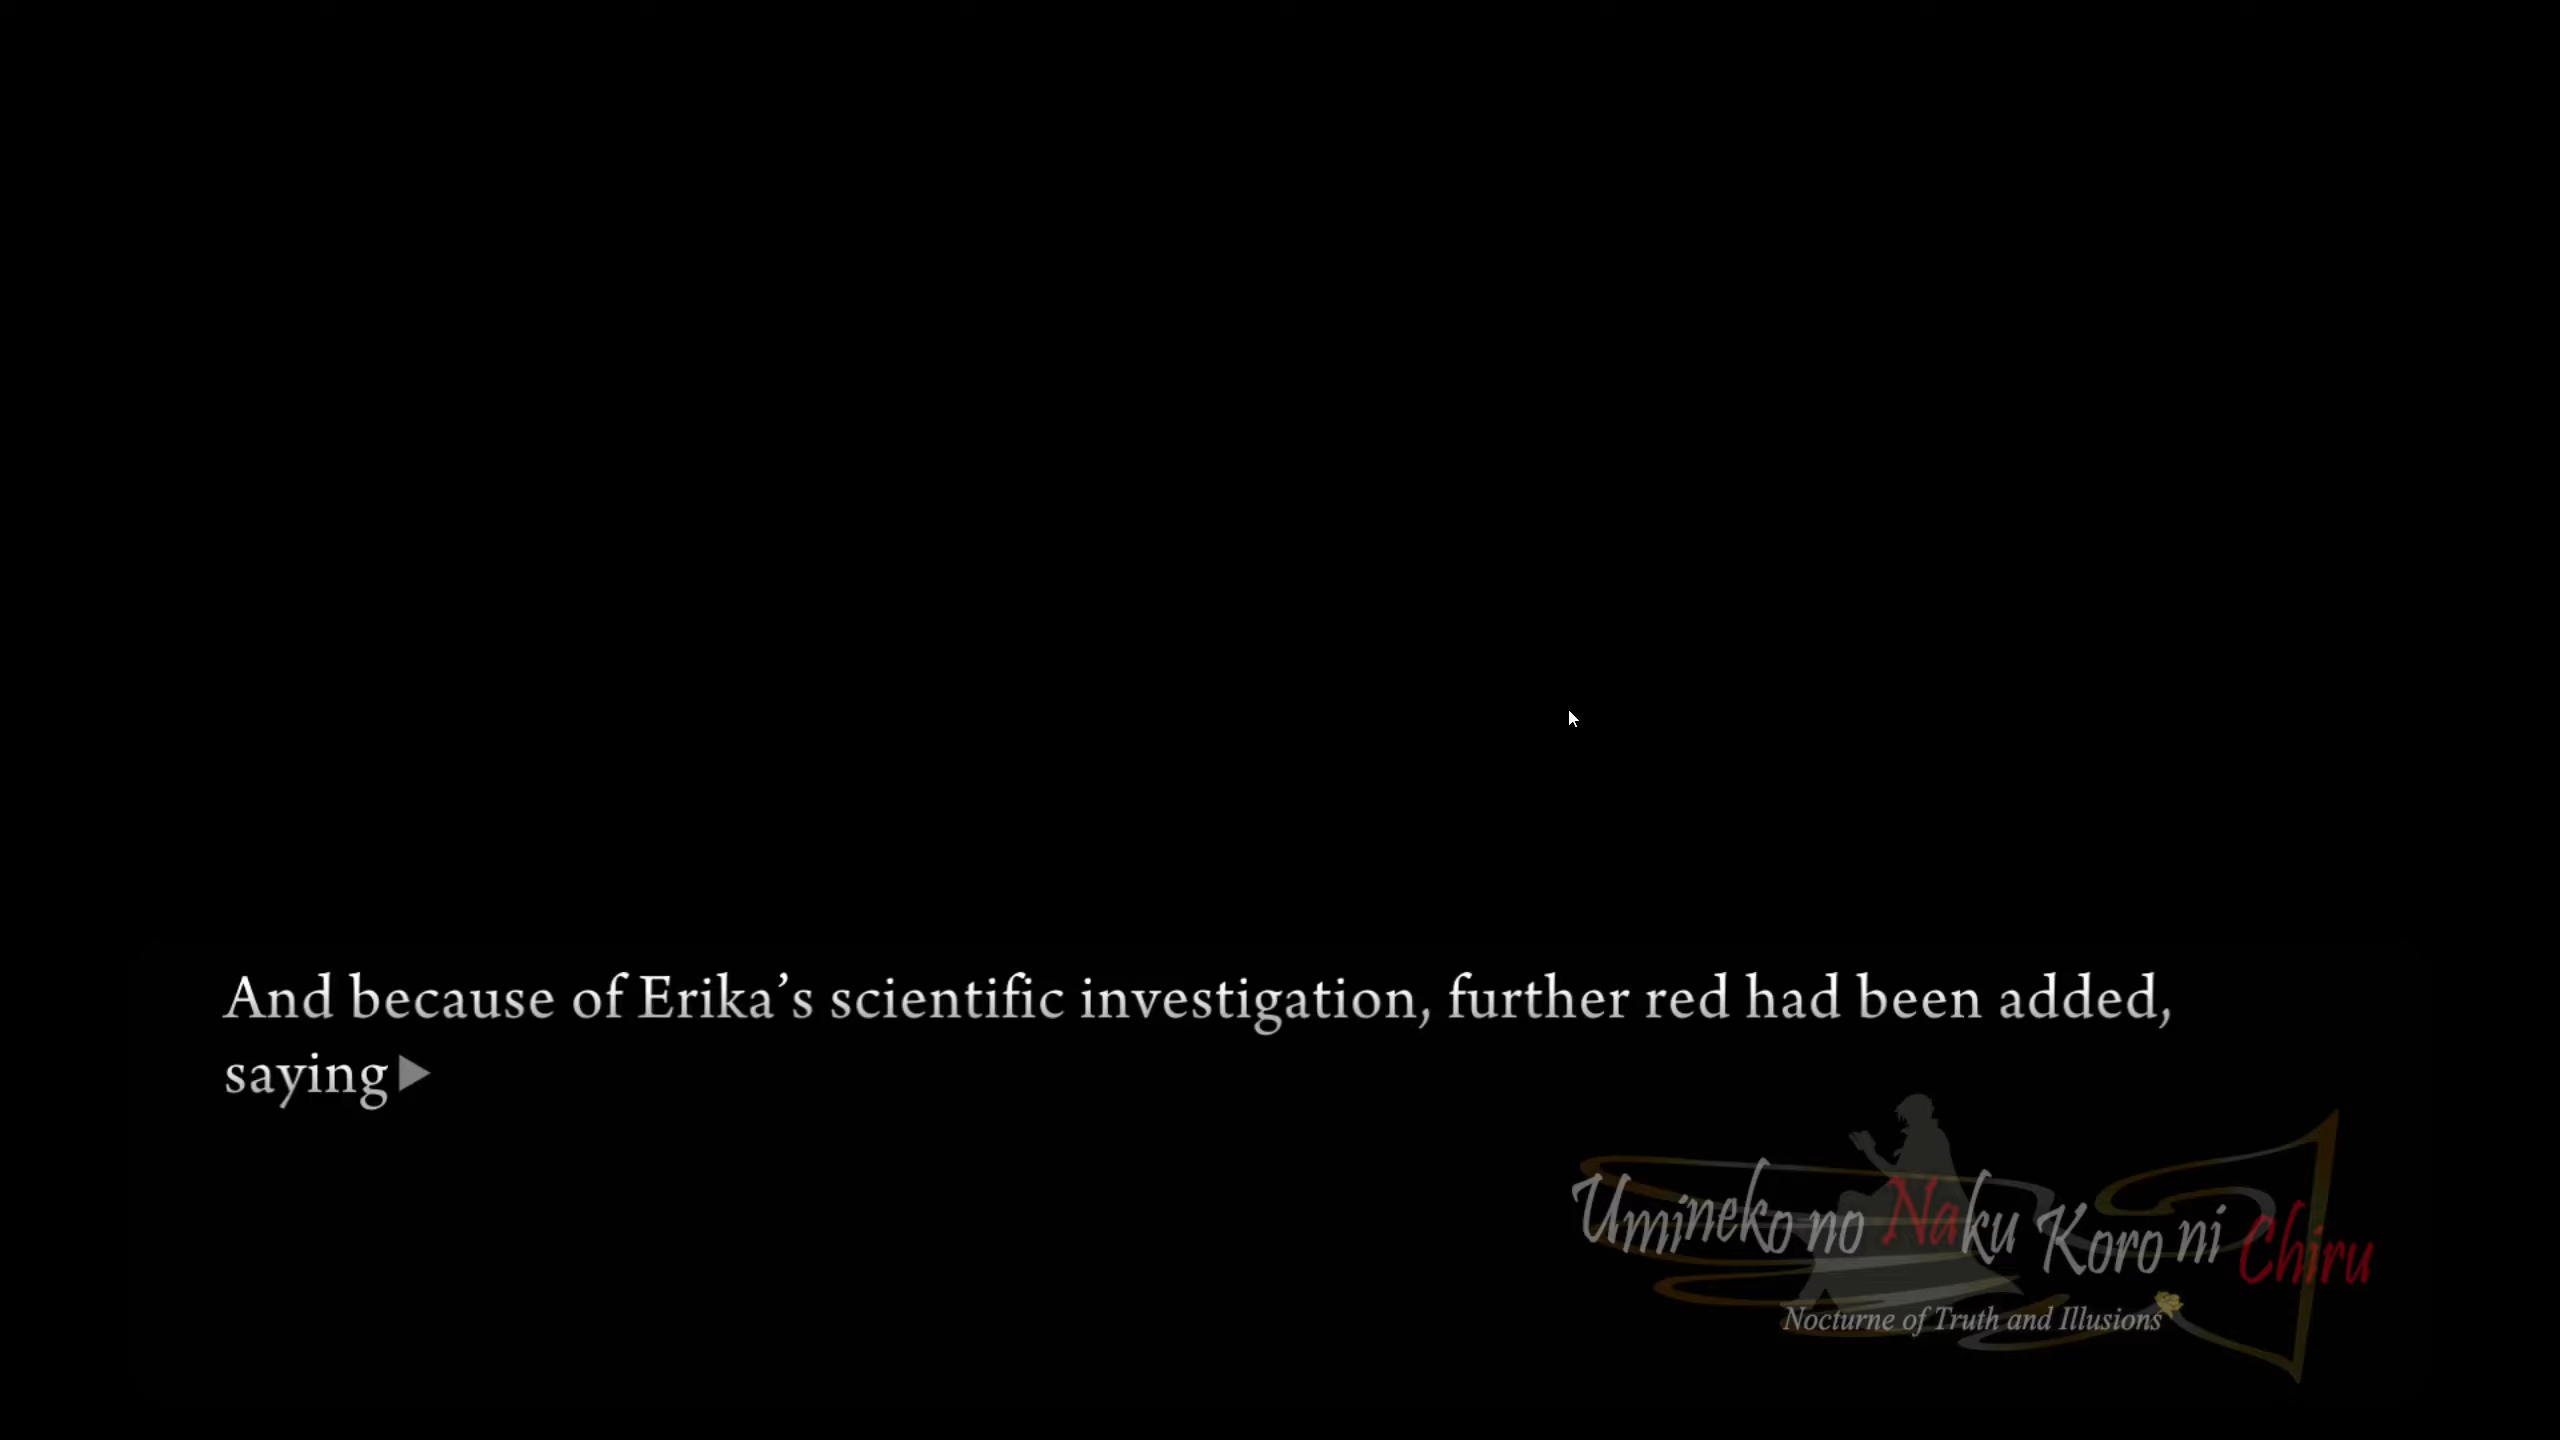 And because of Erika’s scientific investigation, further red had been added,
saying
Umineko no Naku Koro ni Chiru
Nocturne of Truth and Illusions